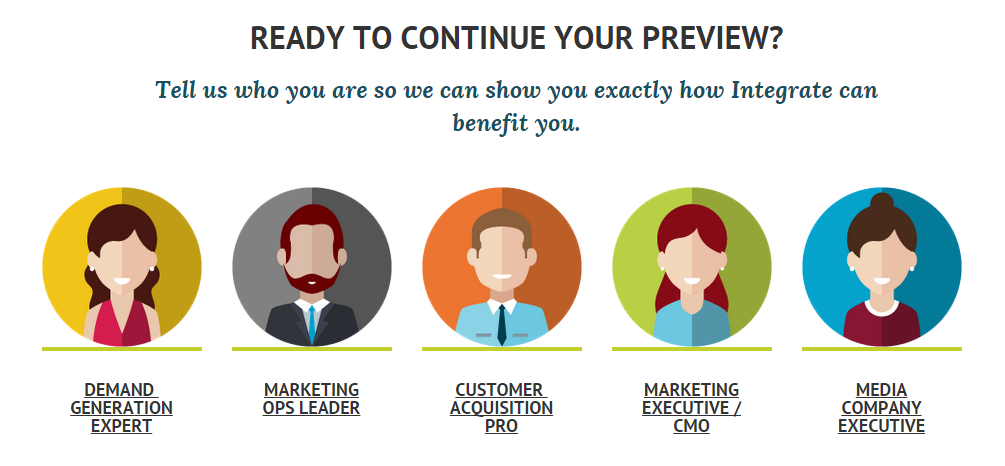 READY TO CONTINUE YOUR PREVIEW?
Tell us who you are so we can show you exactly how Integrate can
benefit you.
DEMAND
GENERATION
EXPERT
MARKETING
OPS LEADER
CUSTOMER
ACQUISITION
PRO
MARKETING
EXECUTIVE /
CMO
MEDIA
COMPANY
EXECUTIVE